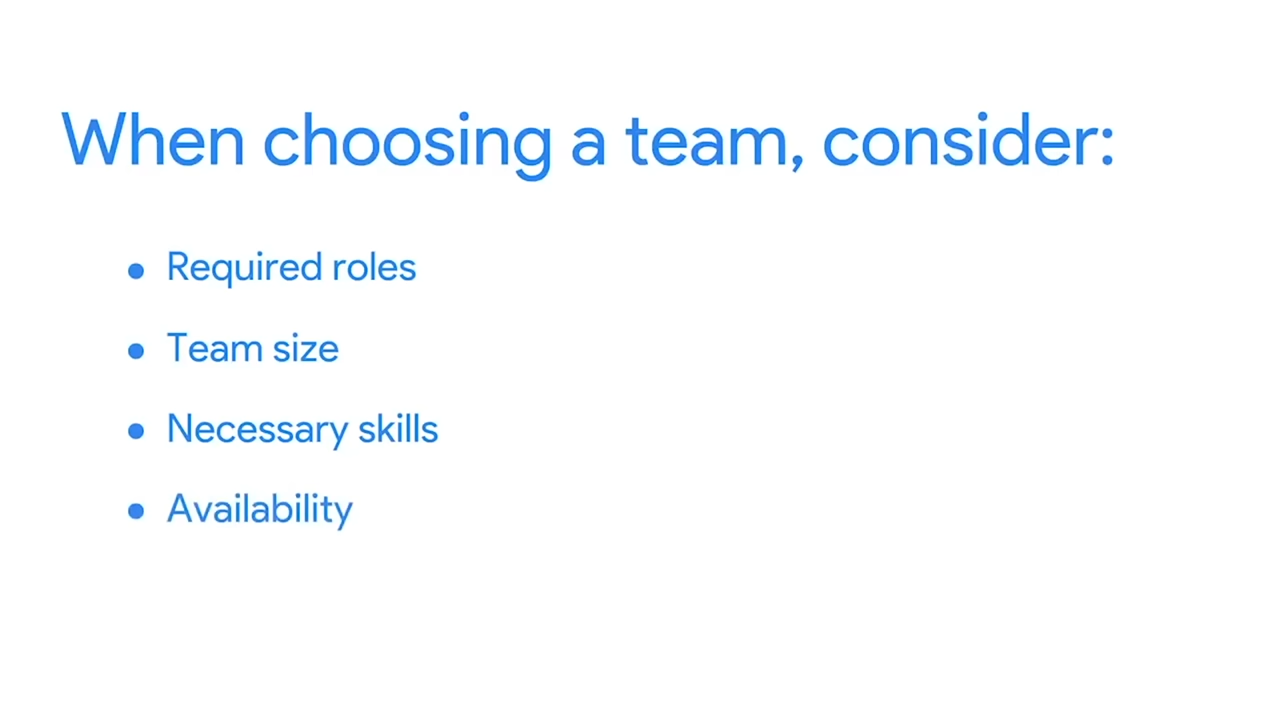 When choosing a team, consider:
● Required roles
● Team size
● Necessary skills
● Availability